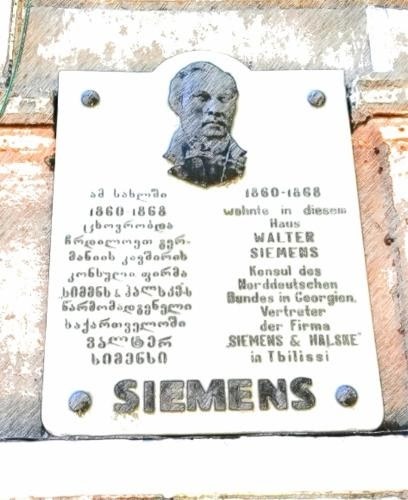 ამ სახლში
1860-1868
ცხოვრობდა
ჩრდილოეთ გერ-
მანიის კავშირის
კონსული, ფირმა
„სიმენს & ჰალსკეს
წარმომადგენელი
საქართველოში
ვალტერ
სიმენსი
1860-1868
wohnte in diesem
Haus
WALTER
SIEMENS
Konsul des
Norddeutschen
Bundes in Georgien,
Vertreter
der Firma
„SIEMENS & HALSKE”
in Tbilissi
SIEMENS